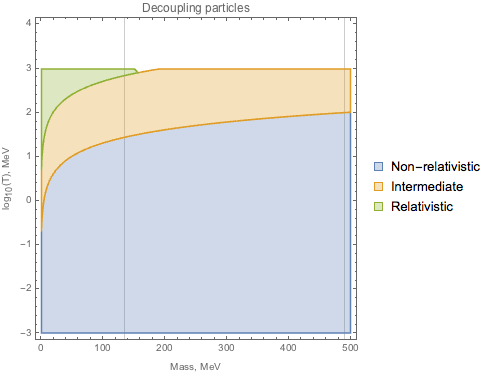 Decoupling particles
log10(T), MeV
4
3
2
1
0
−1
−2
−3
0 100 200 300 400 500
Mass, MeV
Non−relativistic
Intermediate
Relativistic